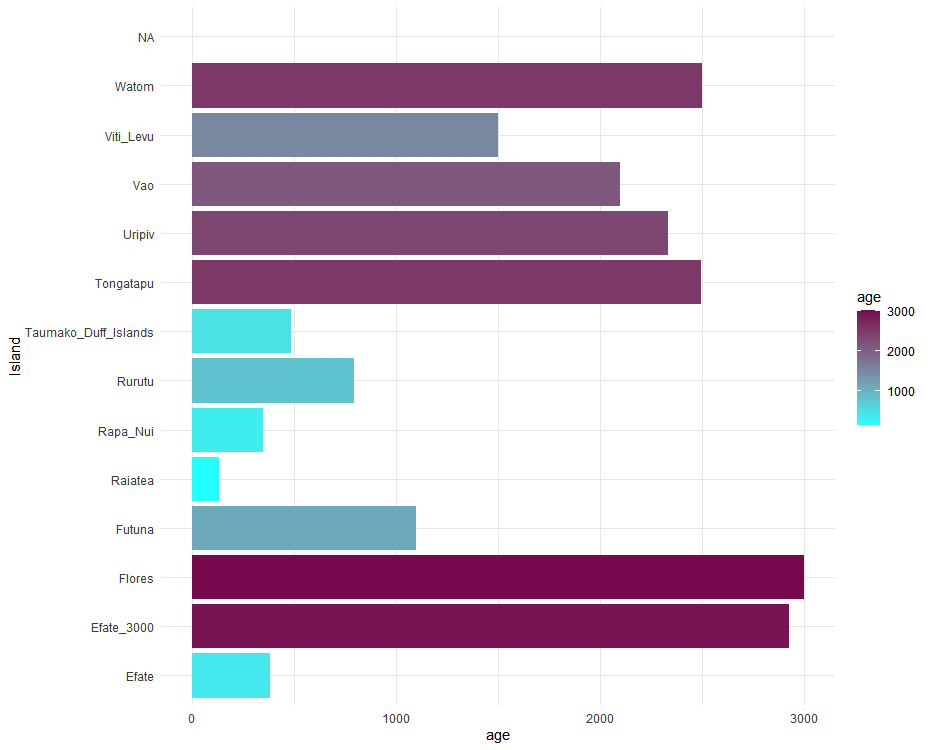 NA
Watom
Viti_Levu
Vao
Uripiv
Tongatapu
Taumako_Duff_Islands
Rurutu
Rapa_Nui
Raiatea
Futuna
Flores
Efate_3000
Efate
Island
0 1000 2000 3000
age
age
3000
2000
1000